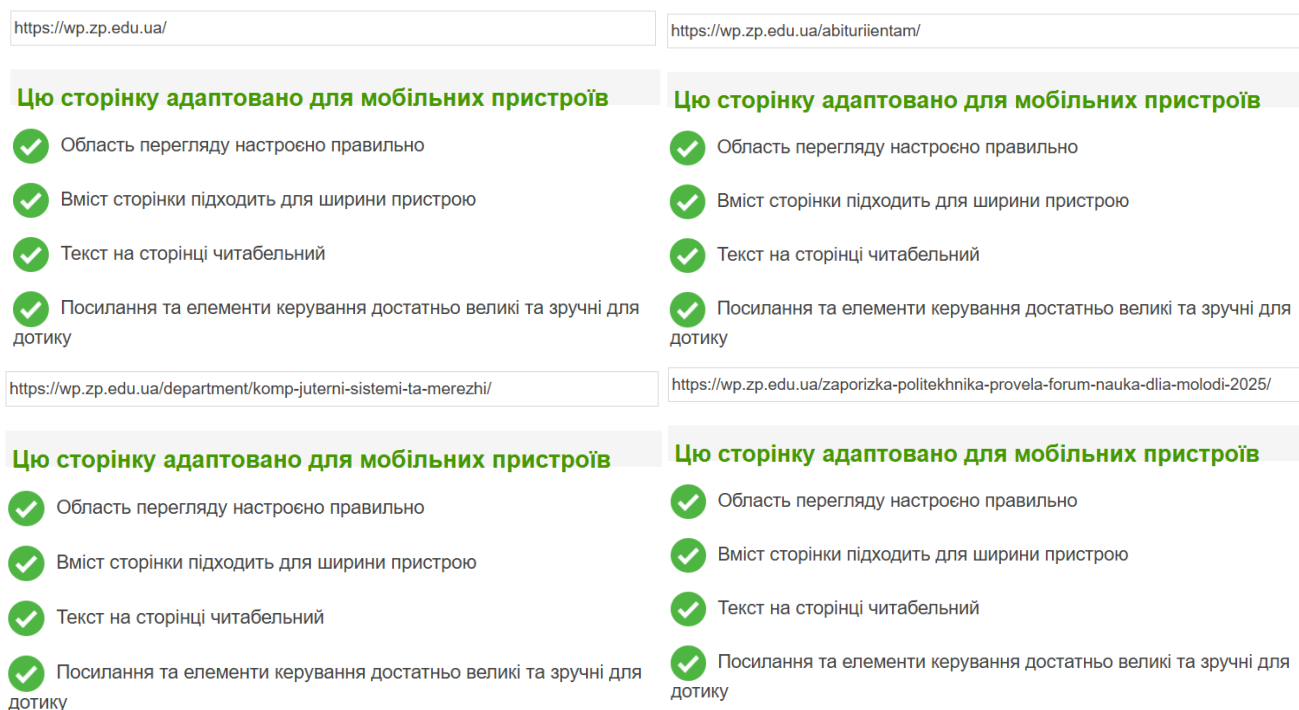 https://wp.zp.edu.ua/
Цю сторінку адаптовано для мобільних пристроїв
Область перегляду настроєно правильно
Вміст сторінки підходить для ширини пристрою
Текст на сторінці читабельний
Посилання та елементи керування достатньо великі та зручні для
дотику
https://wp.zp.edu.ua/abituriientam/
Цю сторінку адаптовано для мобільних пристроїв
Область перегляду настроєно правильно
Вміст сторінки підходить для ширини пристрою
Текст на сторінці читабельний
Посилання та елементи керування достатньо великі та зручні для
дотику
https://wp.zp.edu.ua/department/komp-juterni-sistemi-ta-merezhi/
Цю сторінку адаптовано для мобільних пристроїв
Область перегляду настроєно правильно
Вміст сторінки підходить для ширини пристрою
Текст на сторінці читабельний
Посилання та елементи керування достатньо великі та зручні для
дотику
https://wp.zp.edu.ua/zaporizka-politekhnika-provela-forum-nauka-dlia-molodi-2025/
Цю сторінку адаптовано для мобільних пристроїв
Область перегляду настроєно правильно
Вміст сторінки підходить для ширини пристрою
Текст на сторінці читабельний
Посилання та елементи керування достатньо великі та зручні для
дотику